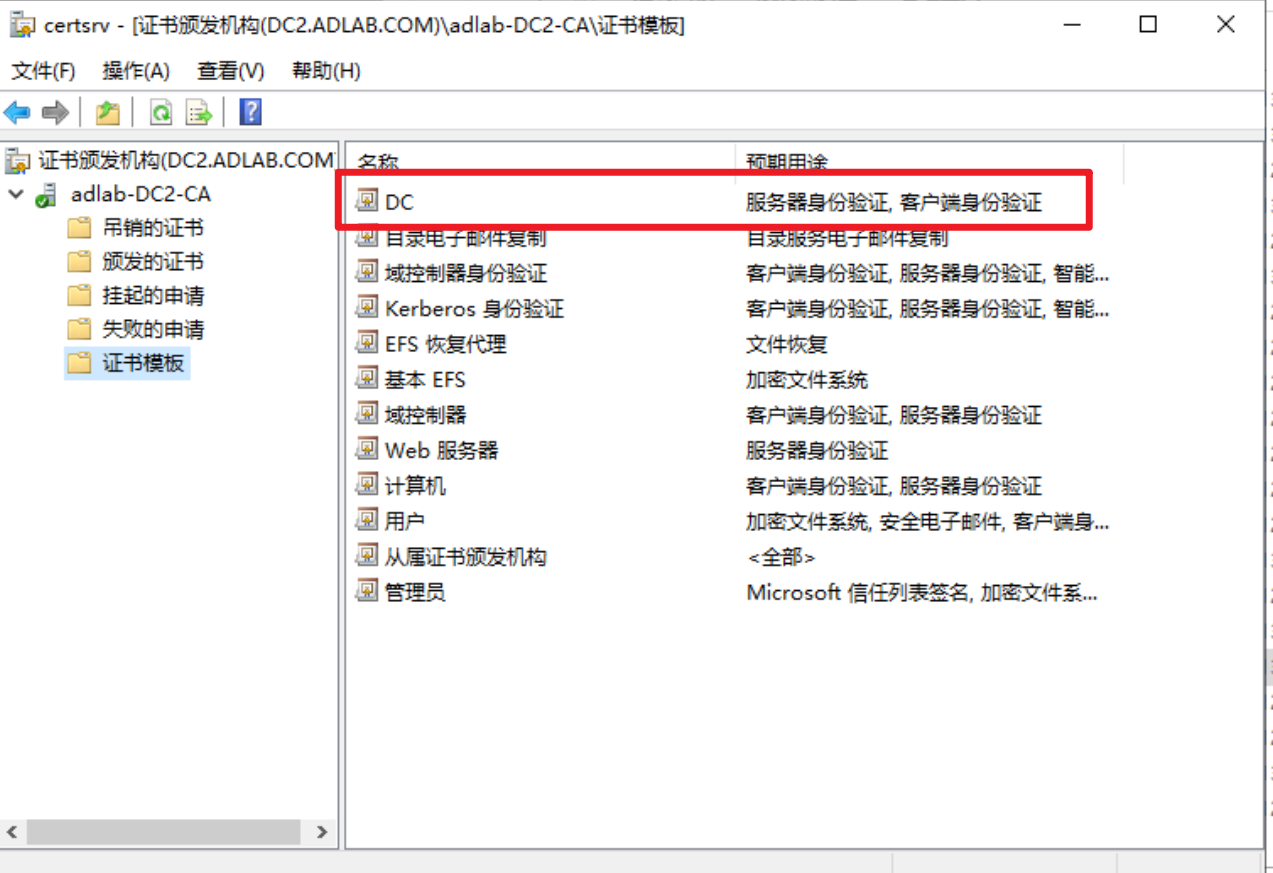 certsrv - [证书颁发机构(DC2.ADLAB.COM)\adlab-DC2-CA\证书模板]
文件(F) 操作(A) 查看(V) 帮助(H)
证书颁发机构(DC2.ADLAB.COM)
adlab-DC2-CA
吊销的证书
颁发的证书
挂起的申请
失败的申请
证书模板
名称 预期用途
DC 服务器身份验证, 客户端身份验证
目录电子邮件复制 目录服务电子邮件复制
域控制器身份验证 客户端身份验证, 服务器身份验证, 智能...
Kerberos 身份验证 客户端身份验证, 服务器身份验证, 智能...
EFS 恢复代理 文件恢复
基本 EFS 加密文件系统
域控制器 客户端身份验证, 服务器身份验证
Web 服务器 服务器身份验证
计算机 客户端身份验证, 服务器身份验证
用户 加密文件系统, 安全电子邮件, 客户端身...
从属证书颁发机构 <全部>
管理员 Microsoft 信任列表签名, 加密文件系...